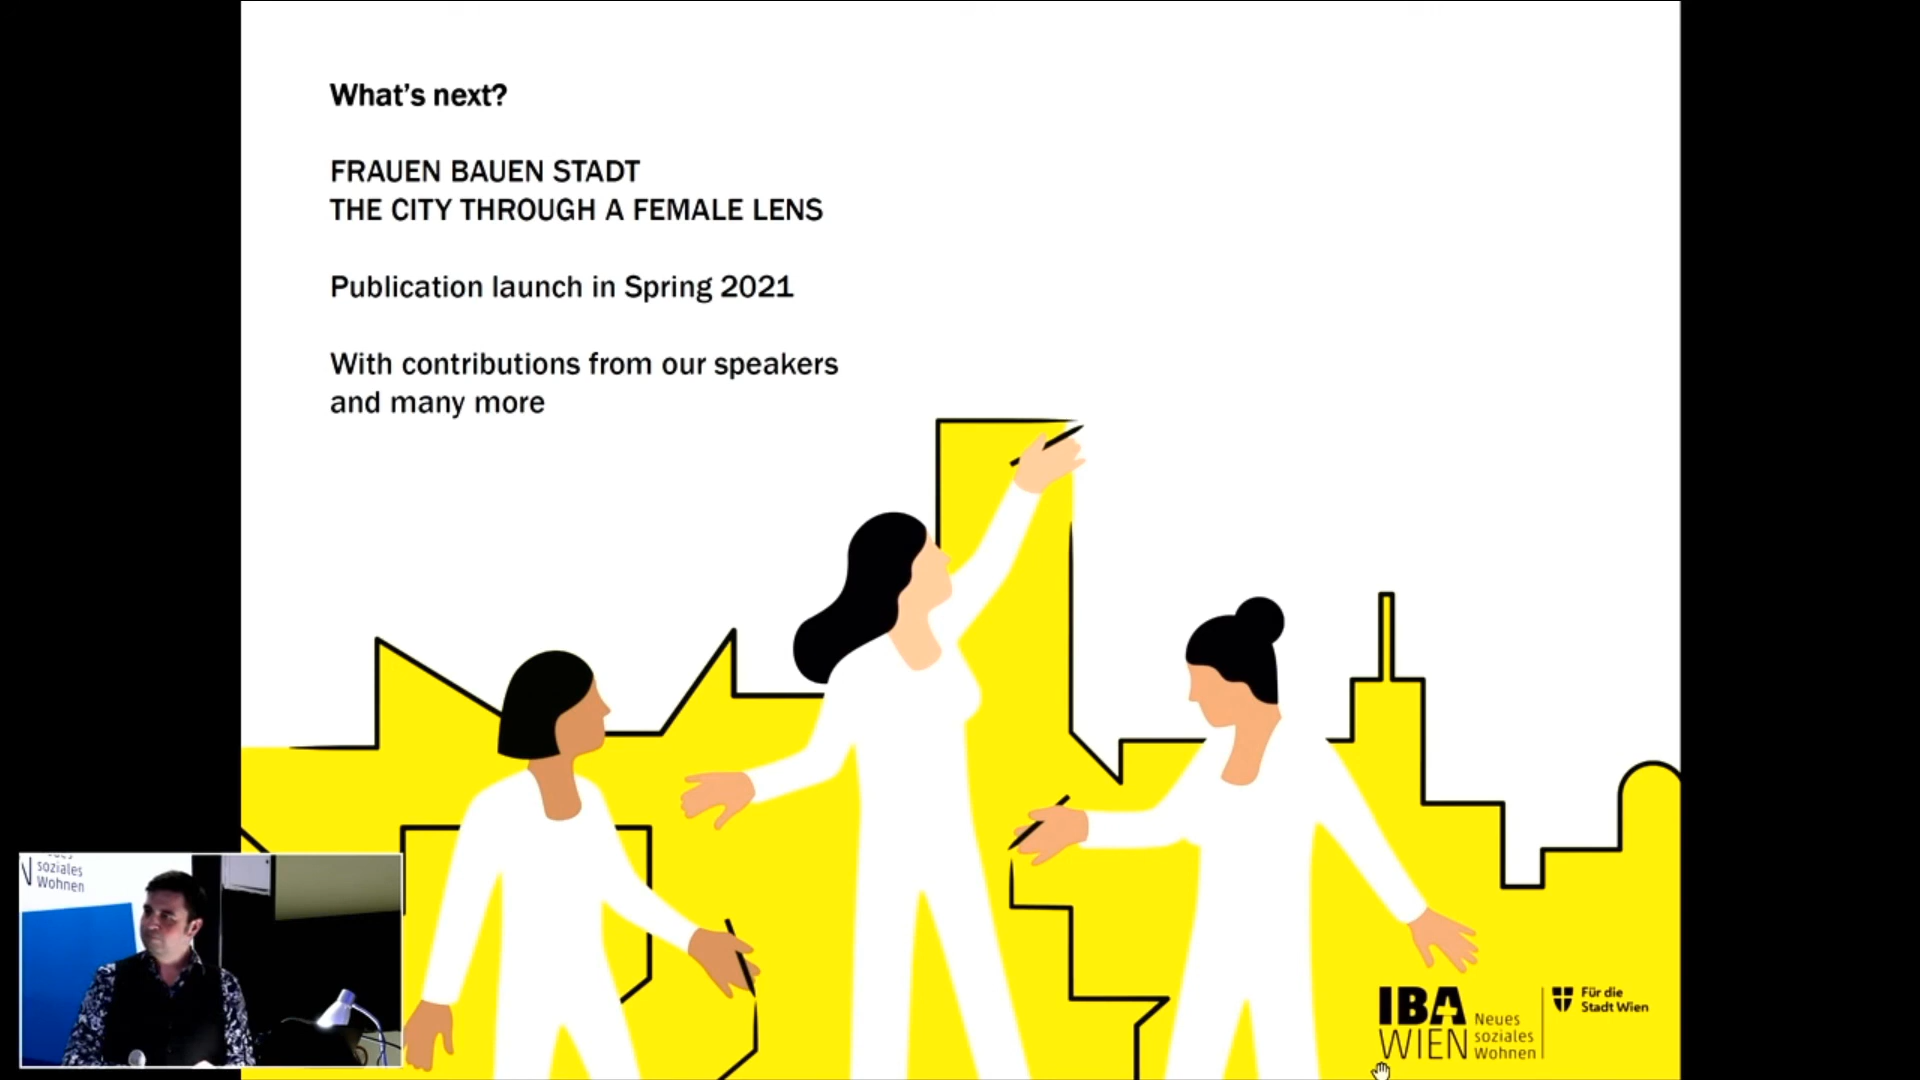 What's next?
FRAUEN BAUEN STADT
THE CITY THROUGH A FEMALE LENS
Publication launch in Spring 2021
With contributions from our speakers
and many more
soziales
Wohnen
IBA
WIEN
Neues
soziales
Wohnen
Für die
Stadt Wien